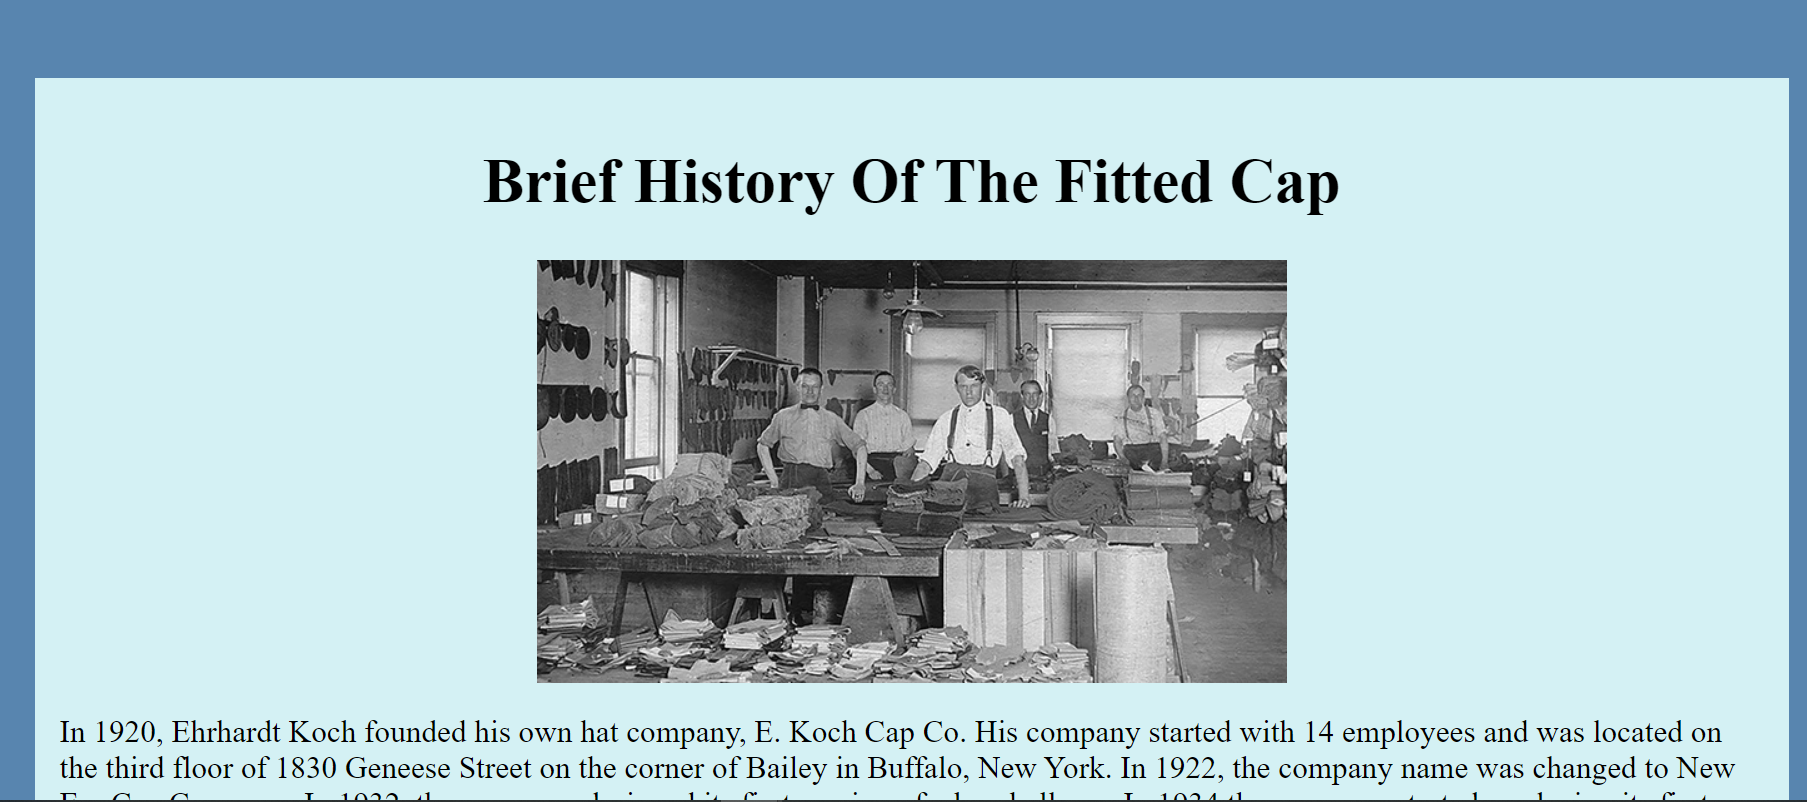 Brief History Of The Fitted Cap
In 1920, Ehrhardt Koch founded his own hat company, E. Koch Cap Co. His company started with 14 employees and was located on
the third floor of 1830 Geneese Street on the corner of Bailey in Buffalo, New York. In 1922, the company name was changed to New